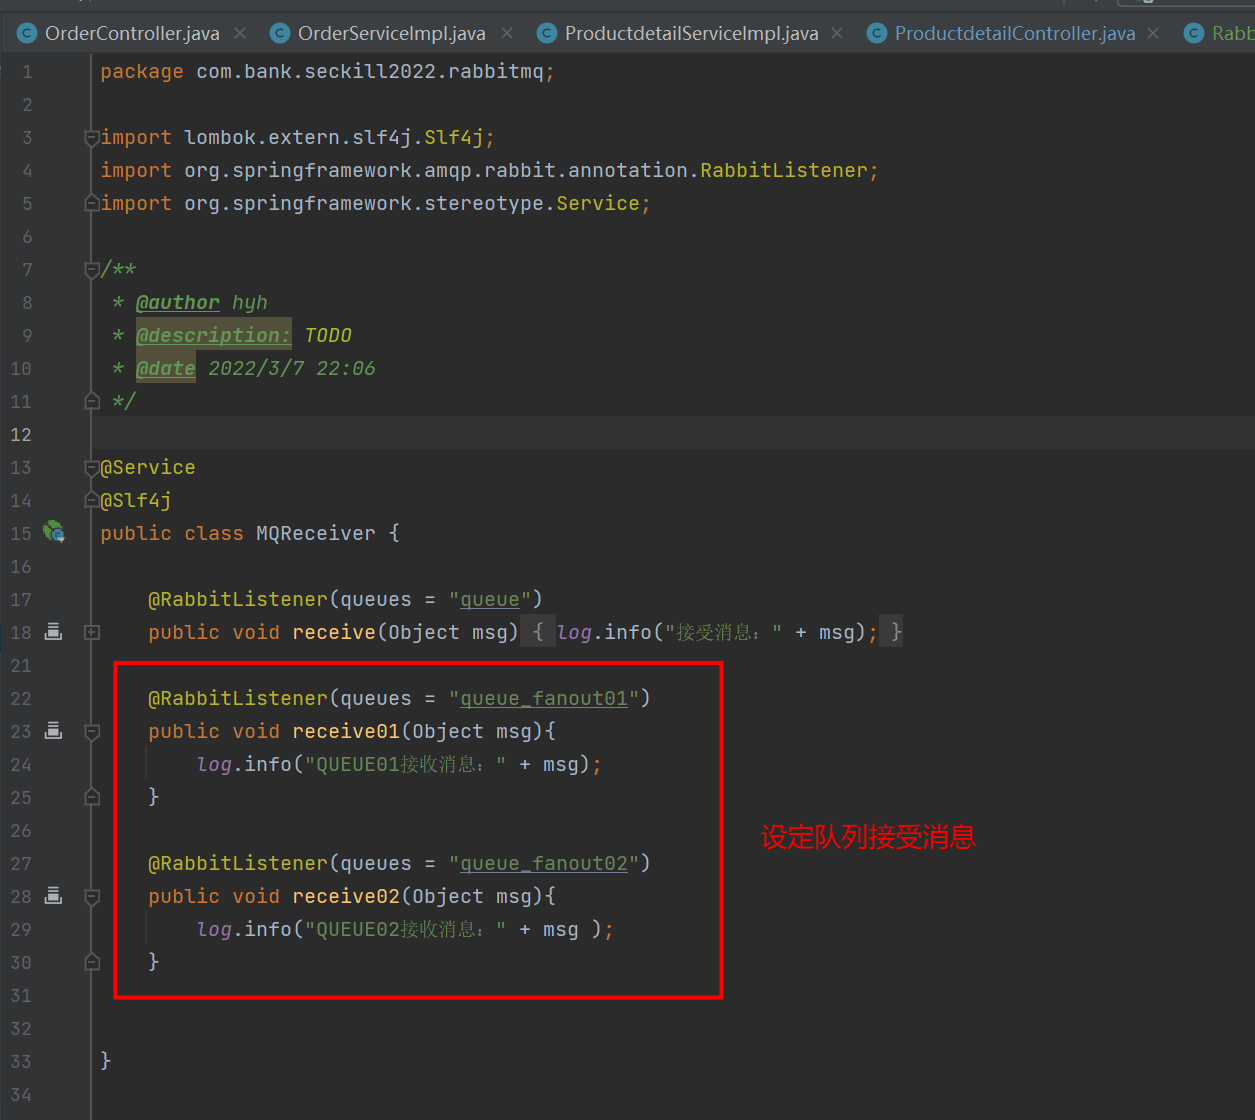 OrderController.java OrderServiceImpl.java ProductdetailServiceImpl.java ProductdetailController.java Rabb
1 package com.bank.seckill2022.rabbitmq;
2
3 import lombok.extern.slf4j.Slf4j;
4 import org.springframework.amqp.rabbit.annotation.RabbitListener;
5 import org.springframework.stereotype.Service;
6
7 /**
8 * @author hyh
9 * @description: TODO
10 * @date 2022/3/7 22:06
11 */
12
13 @Service
14 @Slf4j
15 public class MQReceiver {
16
17 @RabbitListener(queues = "queue")
18 public void receive(Object msg) { log.info("接受消息：" + msg); }
21
22 @RabbitListener(queues = "queue_fanout01")
23 public void receive01(Object msg){
24 log.info("QUEUE01接收消息：" + msg);
25 }
26
27 @RabbitListener(queues = "queue_fanout02")
28 public void receive02(Object msg){
29 log.info("QUEUE02接收消息：" + msg );
30 }
31
32
33 }
34
设定队列接受消息